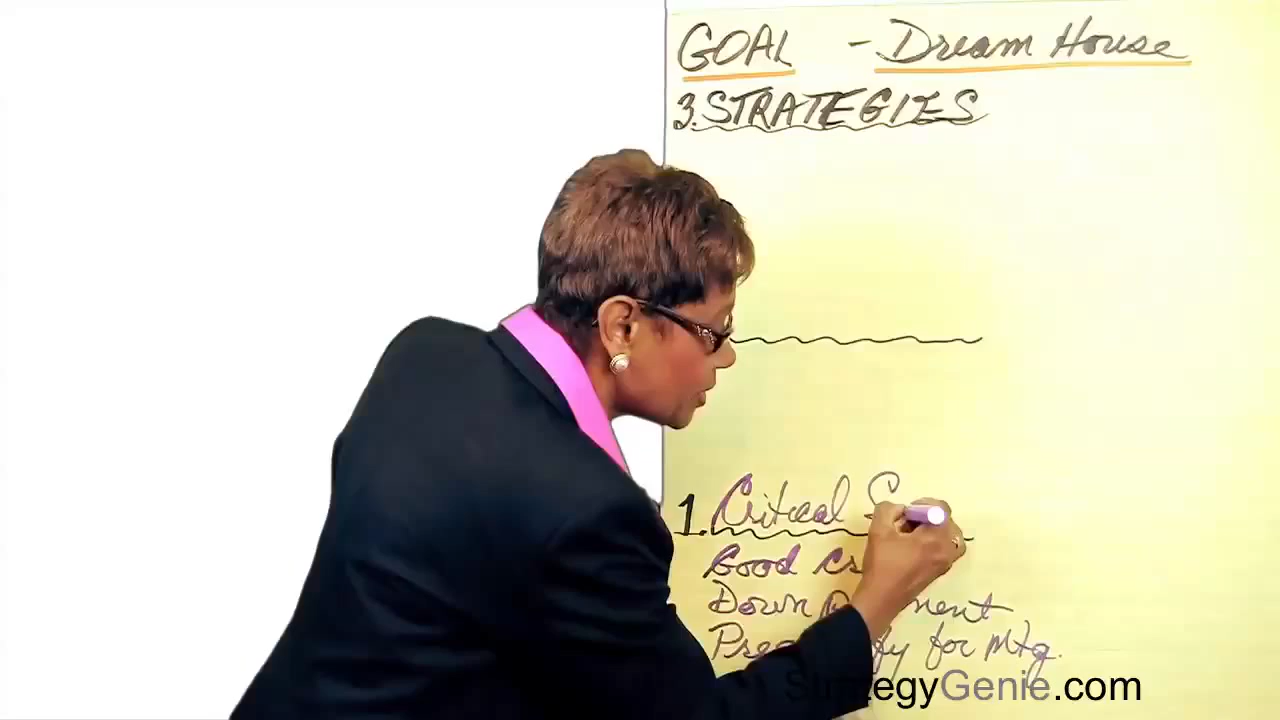 GOAL - Dream House
3. STRATEGIES
1. Critical
Good
Down
for Mtg.
StrategyGenie.com